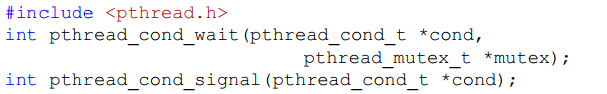 #include <pthread.h>
int pthread_cond_wait(pthread_cond_t *cond,
pthread_mutex_t *mutex);
int pthread_cond_signal(pthread_cond_t *cond);